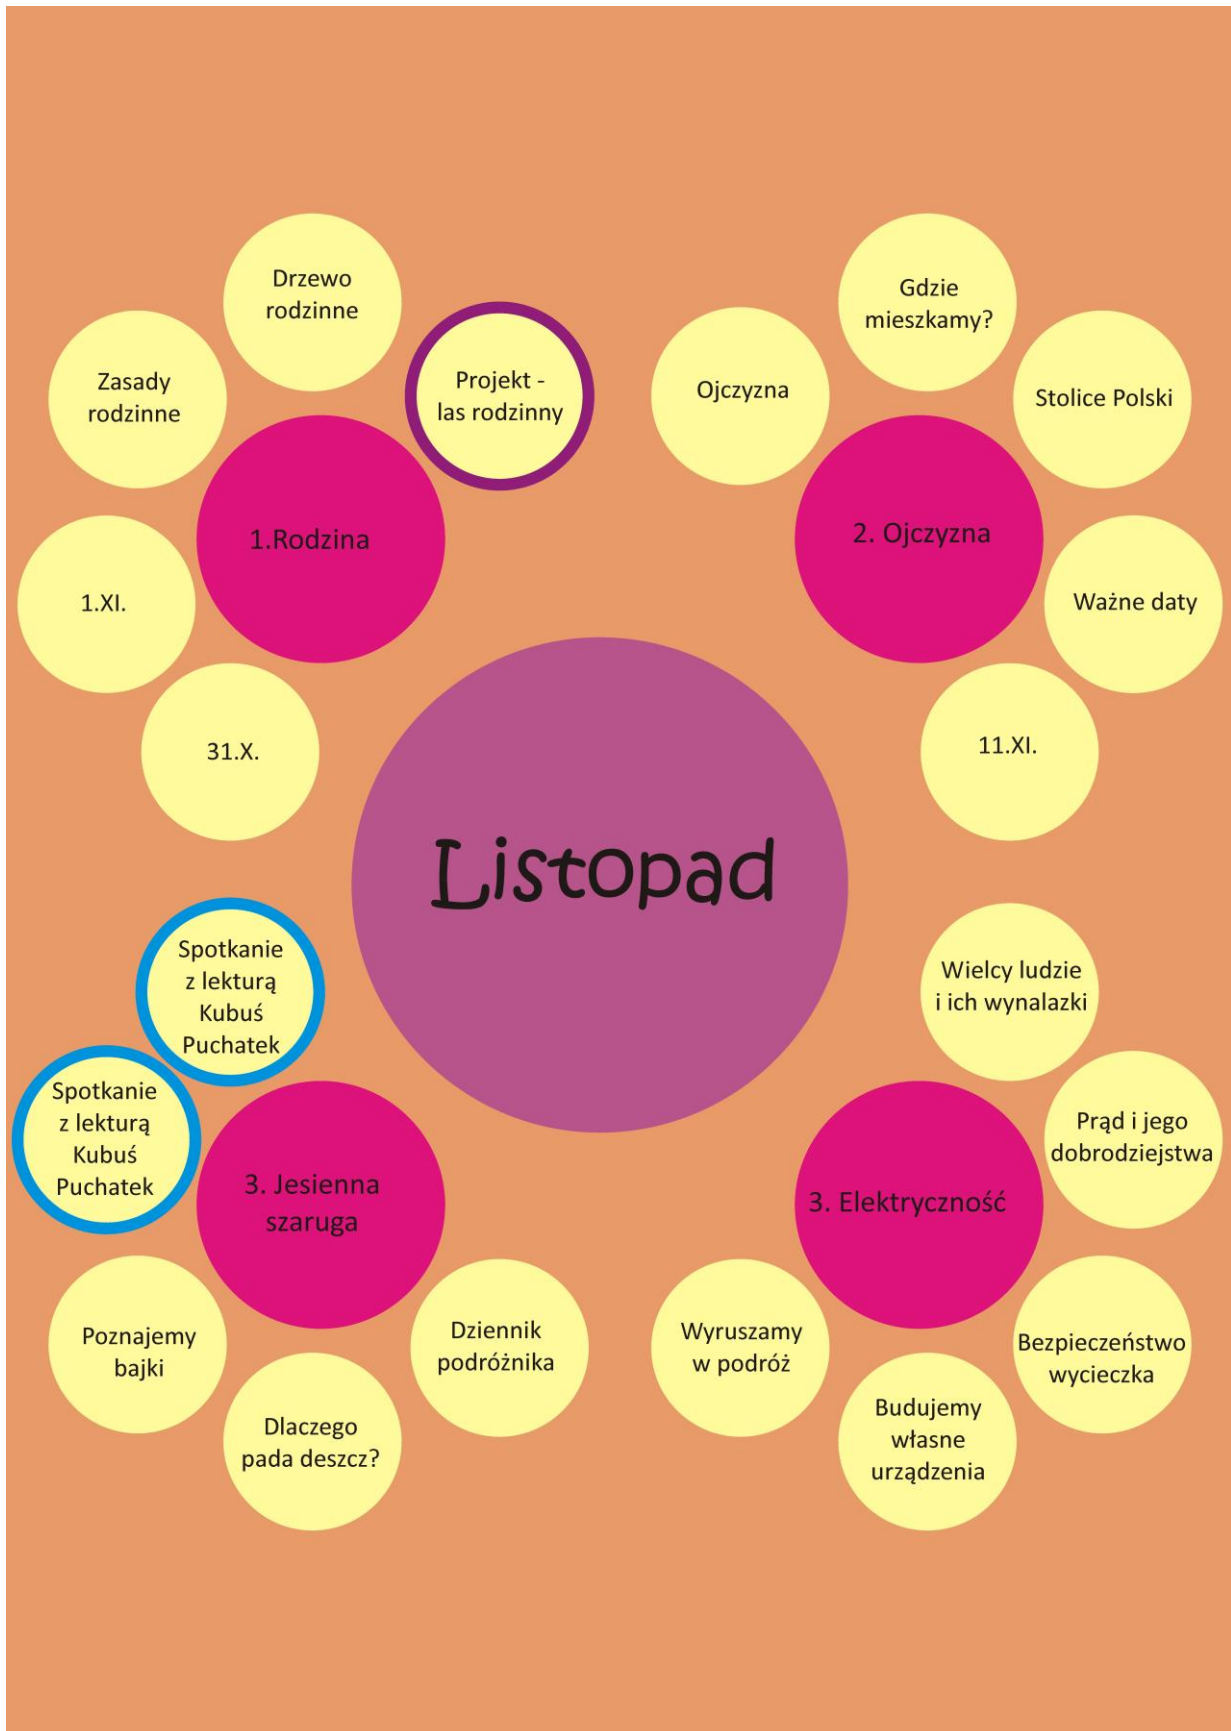 Drzewo
rodzinne
Zasady
rodzinne
Projekt -
las rodzinny
1.Rodzina
1.XI.
31.X.
Gdzie
mieszkamy?
Ojczyzna
Stolice Polski
2. Ojczyzna
Ważne daty
11.XI.
Listopad
Spotkanie
z lekturą
Kubuś
Puchatek
Spotkanie
z lekturą
Kubuś
Puchatek
3. Jesienna
szaruga
Poznajemy
bajki
Dlaczego
pada deszcz?
Dziennik
podróżnika
Wielcy ludzie
i ich wynalazki
Prąd i jego
dobrodziejstwa
3. Elektryczność
Bezpieczeństwo
wycieczka
Wyruszamy
w podróż
Budujemy
własne
urządzenia